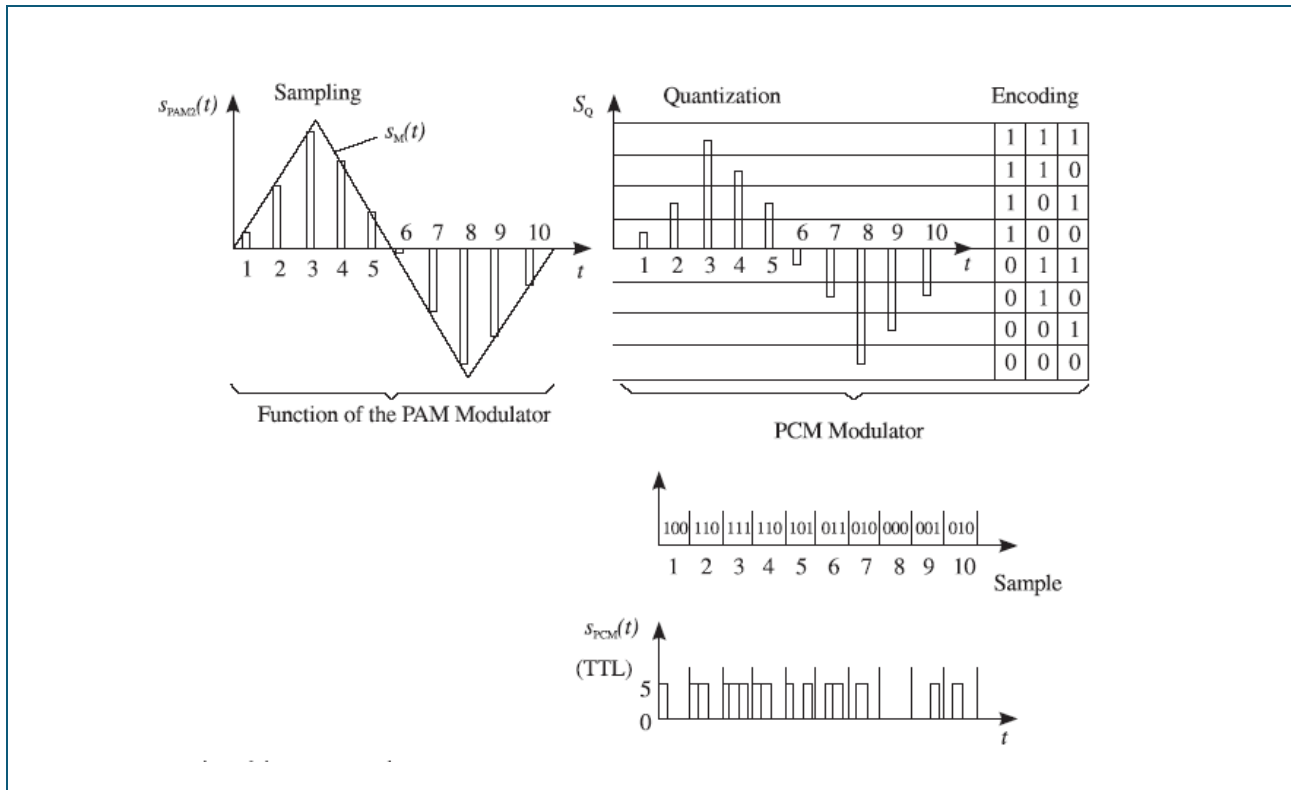 Sampling
s_PAM2(t)
s_M(t)
1 2 3 4 5 6 7 8 9 10
t
Function of the PAM Modulator
Quantization
S_Q
1 2 3 4 5 6 7 8 9 10
t
Encoding
1 1 1
1 1 0
1 0 1
1 0 0
0 1 1
0 1 0
0 0 1
0 0 0
PCM Modulator
100 110 111 110 101 011 010 000 001 010
1 2 3 4 5 6 7 8 9 10
Sample
s_PCM(t)
(TTL)
5
0
t